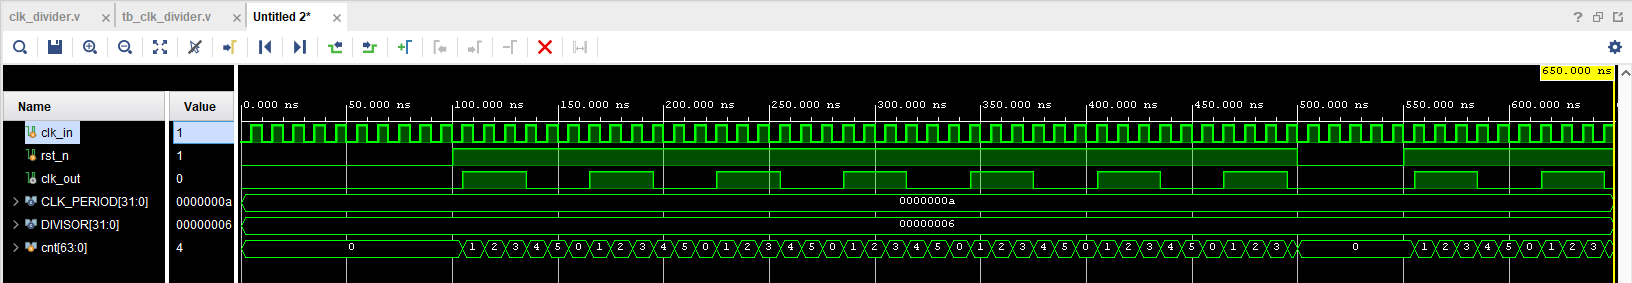 clk_divider.v × tb_clk_divider.v × Untitled 2* ×
?
650.000 ns
Name Value
0.000 ns 50.000 ns 100.000 ns 150.000 ns 200.000 ns 250.000 ns 300.000 ns 350.000 ns 400.000 ns 450.000 ns 500.000 ns 550.000 ns 600.000 ns
clk_in 1
rst_n 1
clk_out 0
CLK_PERIOD[31:0] 0000000a 0000000a
DIVISOR[31:0] 00000006 00000006
cnt[63:0] 4 0 1 2 3 4 5 0 1 2 3 4 5 0 1 2 3 4 5 0 1 2 3 4 5 0 1 2 3 4 5 0 1 2 3 4 5 0 1 2 3 0 1 2 3 4 5 0 1 2 3